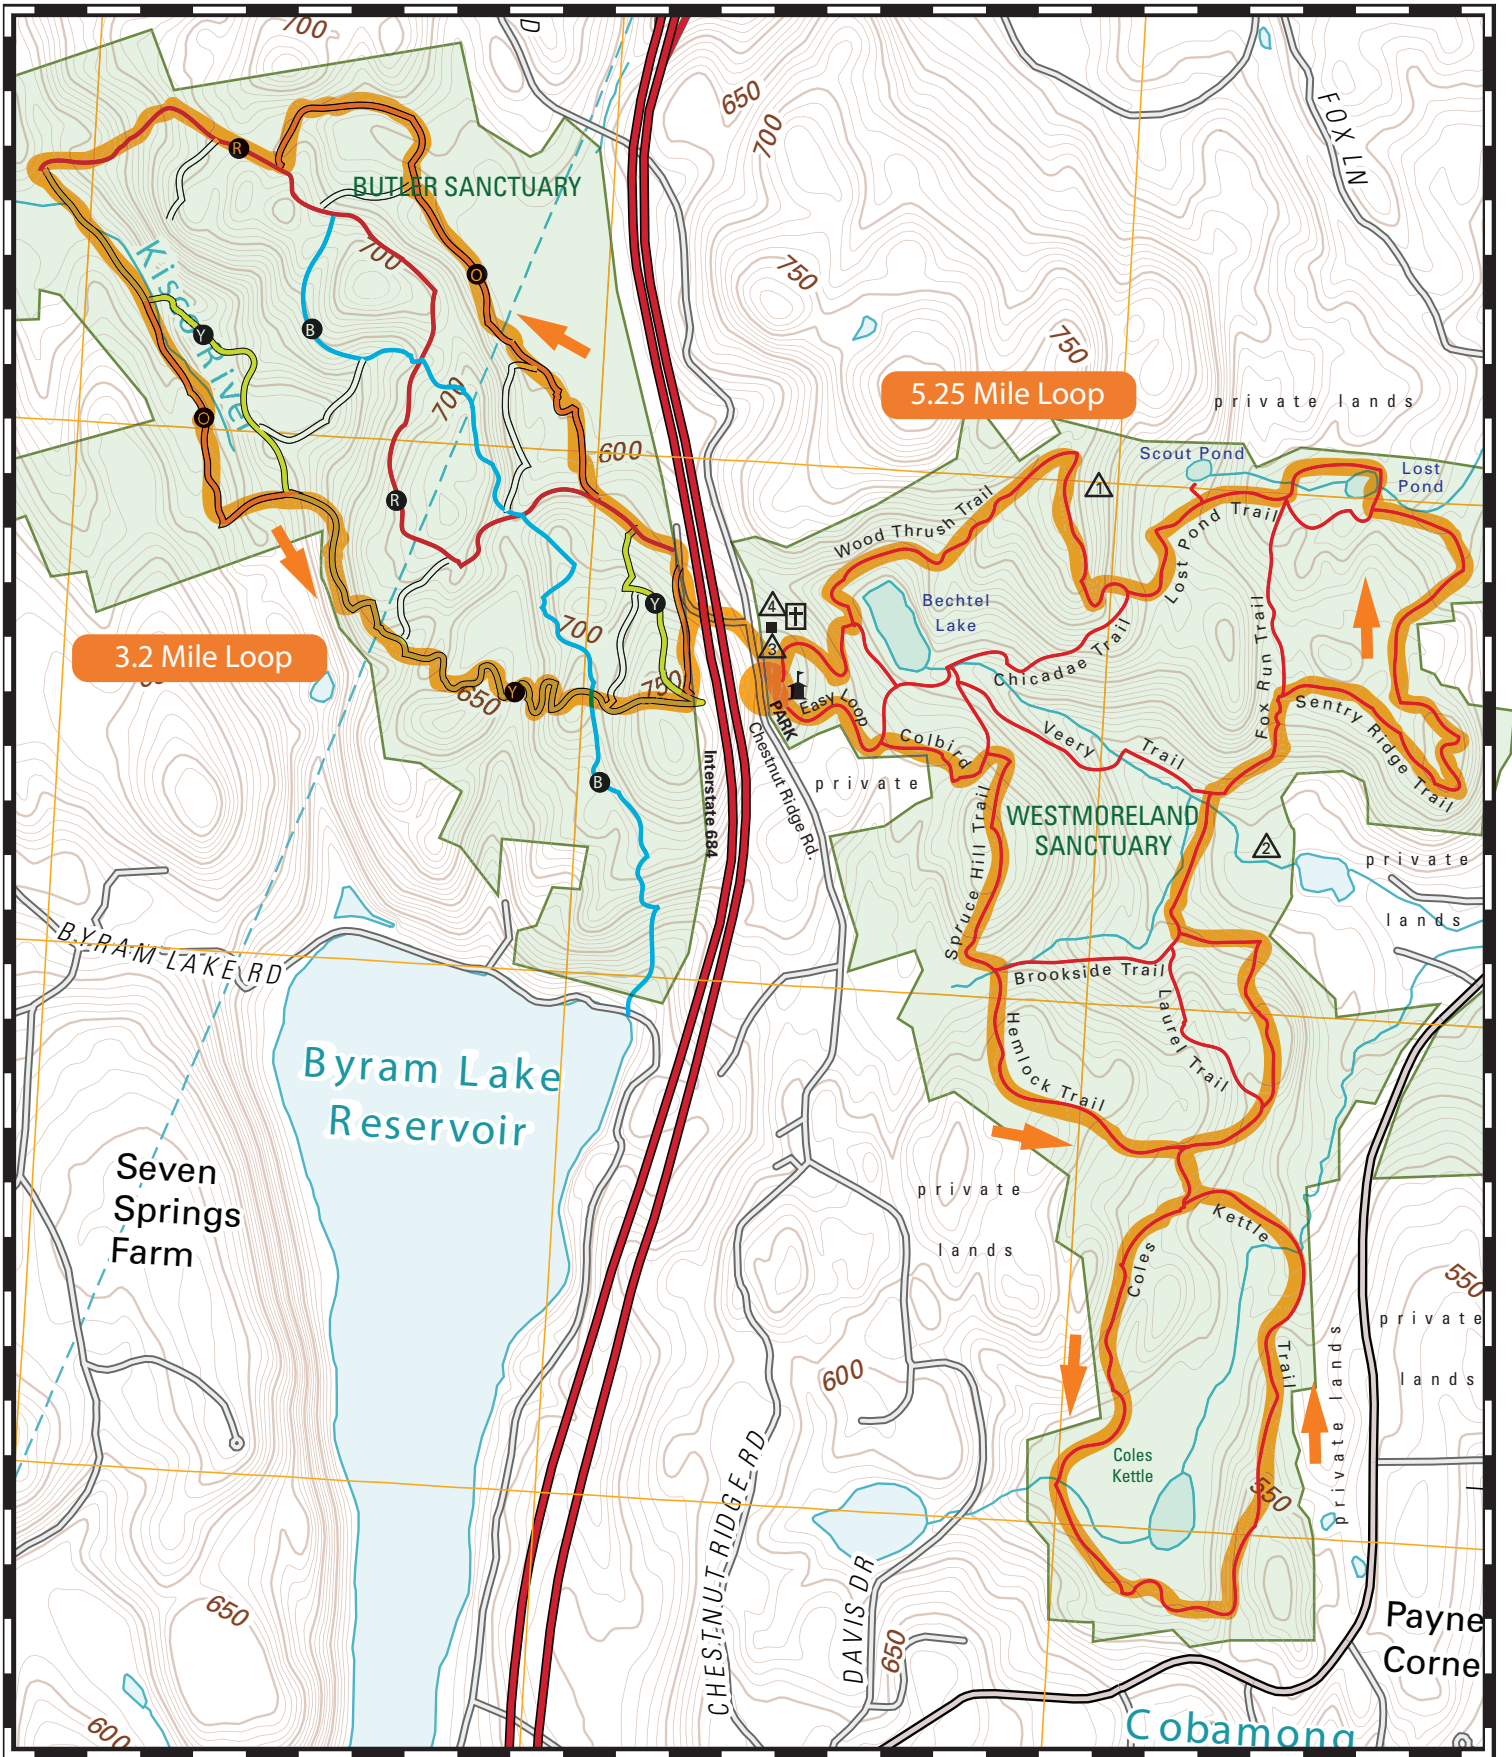 700
D
650
700
FOX LN
R
BUTLER SANCTUARY
Kisco River
700
O
750
B
Y
750
5.25 Mile Loop
private lands
700
O
600
Scout Pond
Lost
Pond
1
R
Wood Thrush Trail
Lost Pond Trail
Bechtel
Lake
4
3
Y
700
3.2 Mile Loop
Chicadae Trail
Fox Run Trail
750
650
Y
PARK
Easy Loop
Sentry Ridge Trail
Colbird
Veery Trail
Interstate 684
Chestnut Ridge Rd.
private
B
Spruce Hill Trail
WESTMORELAND
SANCTUARY
2
private
lands
BYRAM LAKE RD
Brookside Trail
Hemlock Trail
Laurel Trail
Byram Lake
Reservoir
Seven
Springs
Farm
private
lands
Coles Kettle Trail
550
private
lands
private lands
600
Coles
Kettle
550
CHESTNUT RIDGE RD
DAVIS DR
650
650
Payne
Corne
600
Cobamong